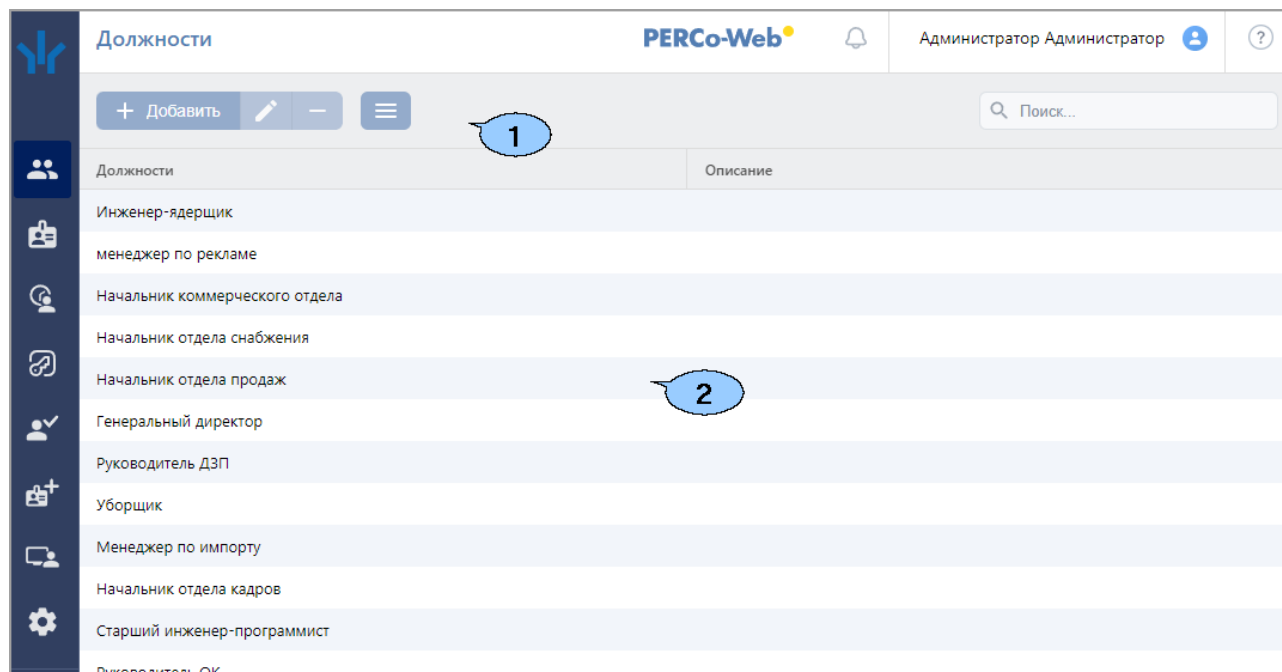 Должности PERCo-Web Администратор Администратор ?
+ Добавить Поиск...
1
Должности Описание
Инженер-ядерщик
менеджер по рекламе
Начальник коммерческого отдела
Начальник отдела снабжения
Начальник отдела продаж
2
Генеральный директор
Руководитель ДЗП
Уборщик
Менеджер по импорту
Начальник отдела кадров
Старший инженер-программист
Руководитель ОК